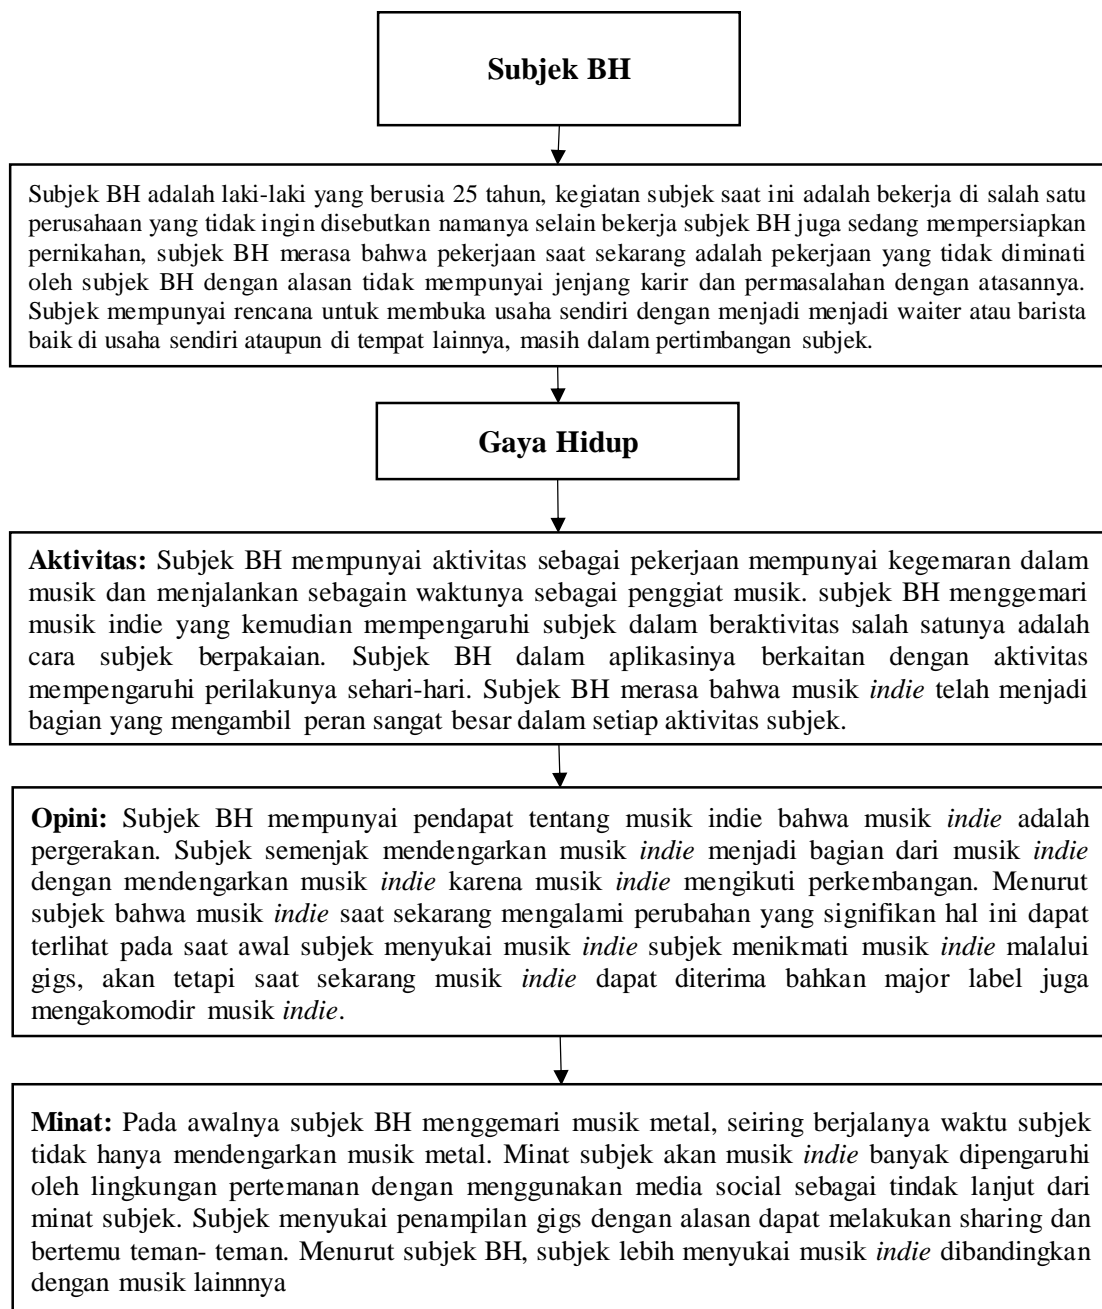 Subjek BH
Subjek BH adalah laki-laki yang berusia 25 tahun, kegiatan subjek saat ini adalah bekerja di salah satu
perusahaan yang tidak ingin disebutkan namanya selain bekerja subjek BH juga sedang mempersiapkan
pernikahan, subjek BH merasa bahwa pekerjaan saat sekarang adalah pekerjaan yang tidak diminati
oleh subjek BH dengan alasan tidak mempunyai jenjang karir dan permasalahan dengan atasannya.
Subjek mempunyai rencana untuk membuka usaha sendiri dengan menjadi menjadi waiter atau barista
baik di usaha sendiri ataupun di tempat lainnya, masih dalam pertimbangan subjek.
Gaya Hidup
Aktivitas: Subjek BH mempunyai aktivitas sebagai pekerjaan mempunyai kegemaran dalam
musik dan menjalankan sebagain waktunya sebagai penggiat musik. subjek BH menggemari
musik indie yang kemudian mempengaruhi subjek dalam beraktivitas salah satunya adalah
cara subjek berpakaian. Subjek BH dalam aplikasinya berkaitan dengan aktivitas
mempengaruhi perilakunya sehari-hari. Subjek BH merasa bahwa musik indie telah menjadi
bagian yang mengambil peran sangat besar dalam setiap aktivitas subjek.
Opini: Subjek BH mempunyai pendapat tentang musik indie bahwa musik indie adalah
pergerakan. Subjek semenjak mendengarkan musik indie menjadi bagian dari musik indie
dengan mendengarkan musik indie karena musik indie mengikuti perkembangan. Menurut
subjek bahwa musik indie saat sekarang mengalami perubahan yang signifikan hal ini dapat
terlihat pada saat awal subjek menyukai musik indie subjek menikmati musik indie malalui
gigs, akan tetapi saat sekarang musik indie dapat diterima bahkan major label juga
mengakomodir musik indie.
Minat: Pada awalnya subjek BH menggemari musik metal, seiring berjalanya waktu subjek
tidak hanya mendengarkan musik metal. Minat subjek akan musik indie banyak dipengaruhi
oleh lingkungan pertemanan dengan menggunakan media social sebagai tindak lanjut dari
minat subjek. Subjek menyukai penampilan gigs dengan alasan dapat melakukan sharing dan
bertemu teman- teman. Menurut subjek BH, subjek lebih menyukai musik indie dibandingkan
dengan musik lainnnya